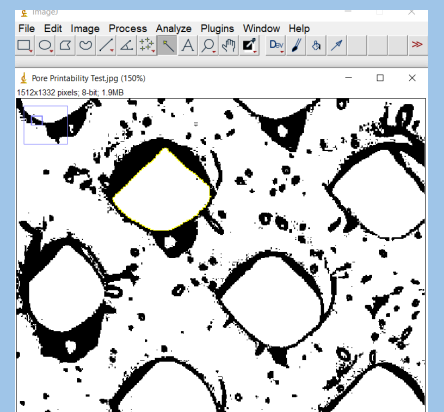 ImageJ
File Edit Image Process Analyze Plugins Window Help
A Dev >>
Pore Printability Test.jpg (150%)
1512x1332 pixels; 8-bit; 1.9MB